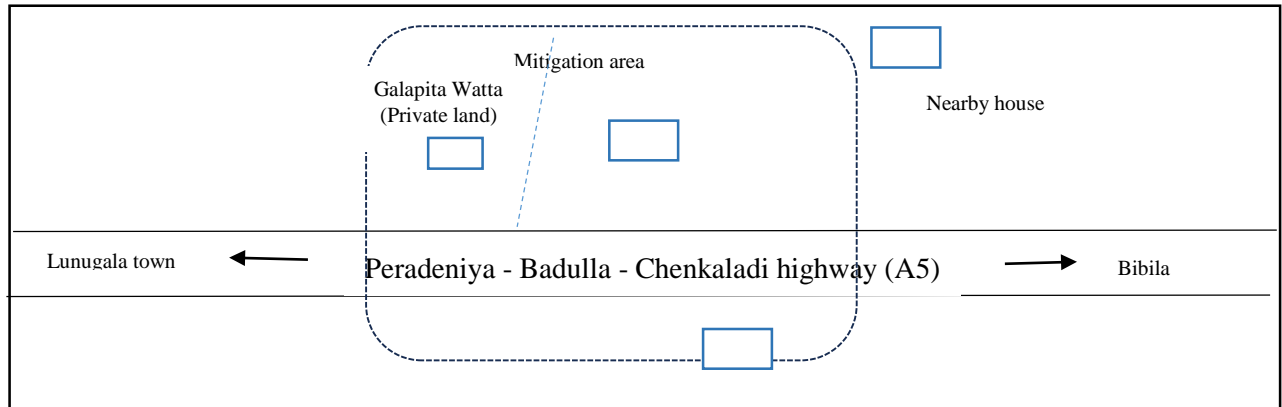 Mitigation area
Galapita Watta
(Private land)
Nearby house
Lunugala town
Peradeniya - Badulla - Chenkaladi highway (A5)
Bibila